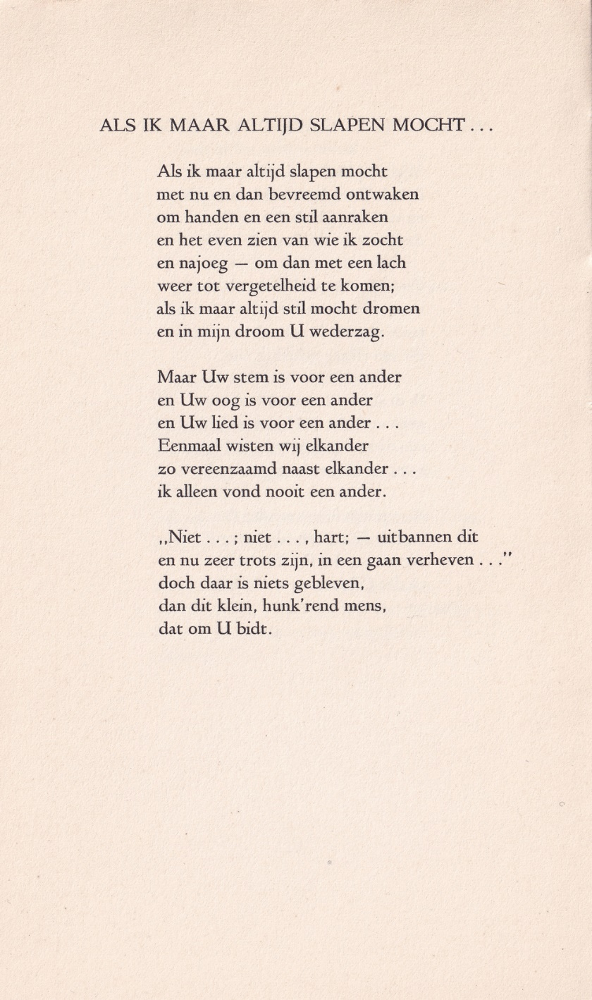 ALS IK MAAR ALTIJD SLAPEN MOCHT . . .
Als ik maar altijd slapen mocht
met nu en dan bevreemd ontwaken
om handen en een stil aanraken
en het even zien van wie ik zocht
en najoeg — om dan met een lach
weer tot vergetelheid te komen;
als ik maar altijd stil mocht dromen
en in mijn droom U wederzag.
Maar Uw stem is voor een ander
en Uw oog is voor een ander
en Uw lied is voor een ander . . .
Eenmaal wisten wij elkander
zo vereenzaamd naast elkander . . .
ik alleen vond nooit een ander.
,,Niet . . . ; niet . . . , hart; — uitbannen dit
en nu zeer trots zijn, in een gaan verheven . . .”
doch daar is niets gebleven,
dan dit klein, hunk’rend mens,
dat om U bidt.